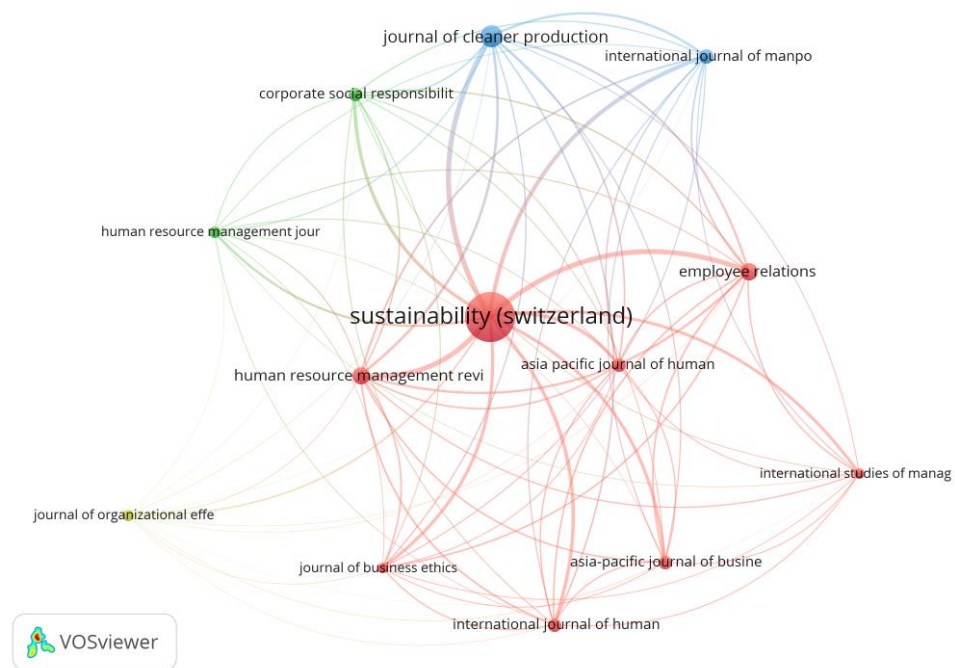 journal of cleaner production
international journal of manpo
corporate social responsibilit
human resource management jour
employee relations
sustainability (switzerland)
asia pacific journal of human
human resource management revi
international studies of manag
journal of organizational effe
asia-pacific journal of busine
journal of business ethics
international journal of human
VOSviewer